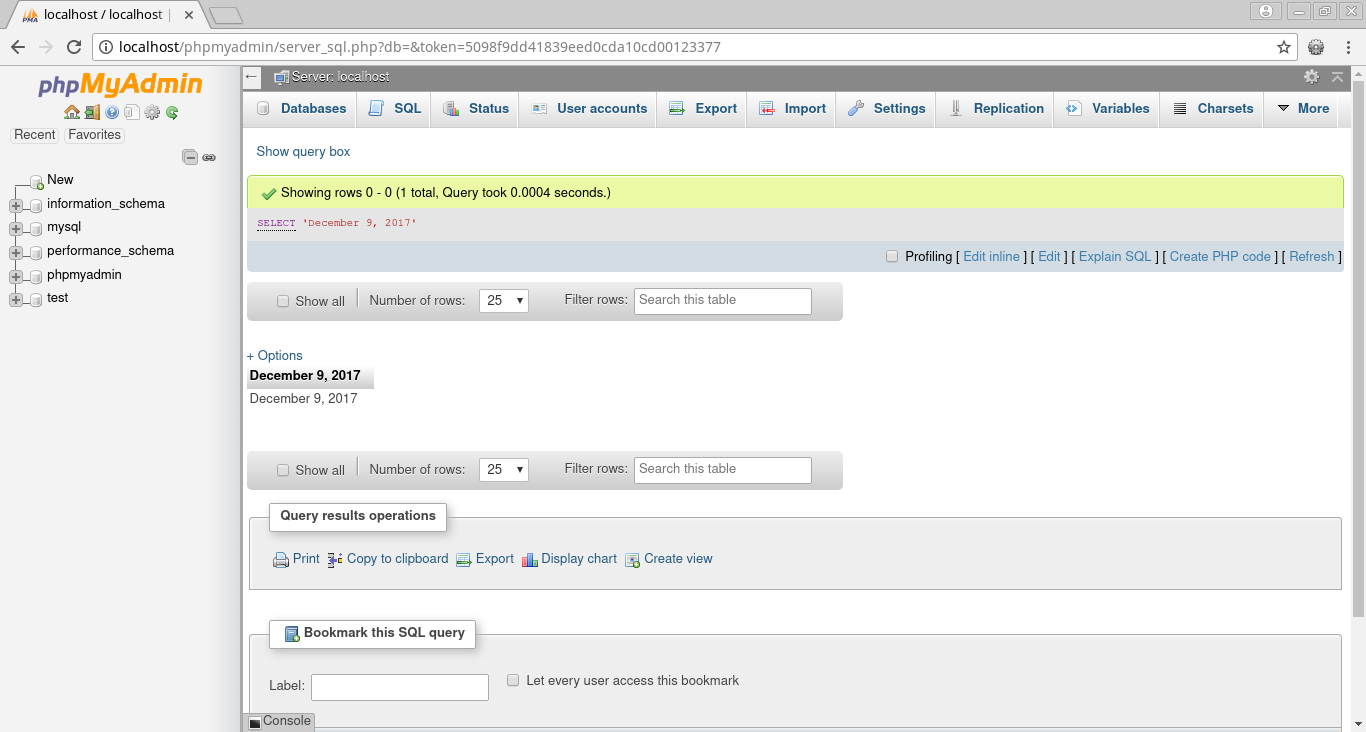 localhost / localhost |
localhost/phpmyadmin/server_sql.php?db=&token=5098f9dd41839eed0cda10cd00123377
phpMyAdmin
Recent Favorites
New
information_schema
mysql
performance_schema
phpmyadmin
test
Server: localhost
Databases SQL Status User accounts Export Import Settings Replication Variables Charsets More
Show query box
Showing rows 0 - 0 (1 total, Query took 0.0004 seconds.)
SELECT 'December 9, 2017'
Profiling [ Edit inline ] [ Edit ] [ Explain SQL ] [ Create PHP code ] [ Refresh ]
Show all Number of rows: 25 Filter rows: Search this table
+ Options
December 9, 2017
December 9, 2017
Show all Number of rows: 25 Filter rows: Search this table
Query results operations
Print Copy to clipboard Export Display chart Create view
Bookmark this SQL query
Label: Let every user access this bookmark
Console